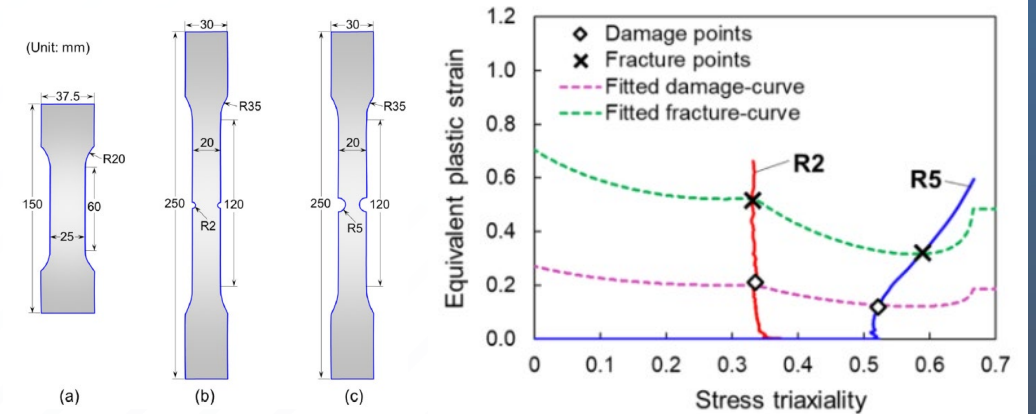 (Unit: mm)
37.5
R20
150
60
25
(a)
30
R35
20
250
120
R2
(b)
30
R35
20
250
120
R5
(c)
Equivalent plastic strain
1.2
1.0
0.8
0.6
0.4
0.2
0.0
Damage points
Fracture points
Fitted damage-curve
Fitted fracture-curve
R2
R5
0
0.1
0.2
0.3
0.4
0.5
0.6
0.7
Stress triaxiality